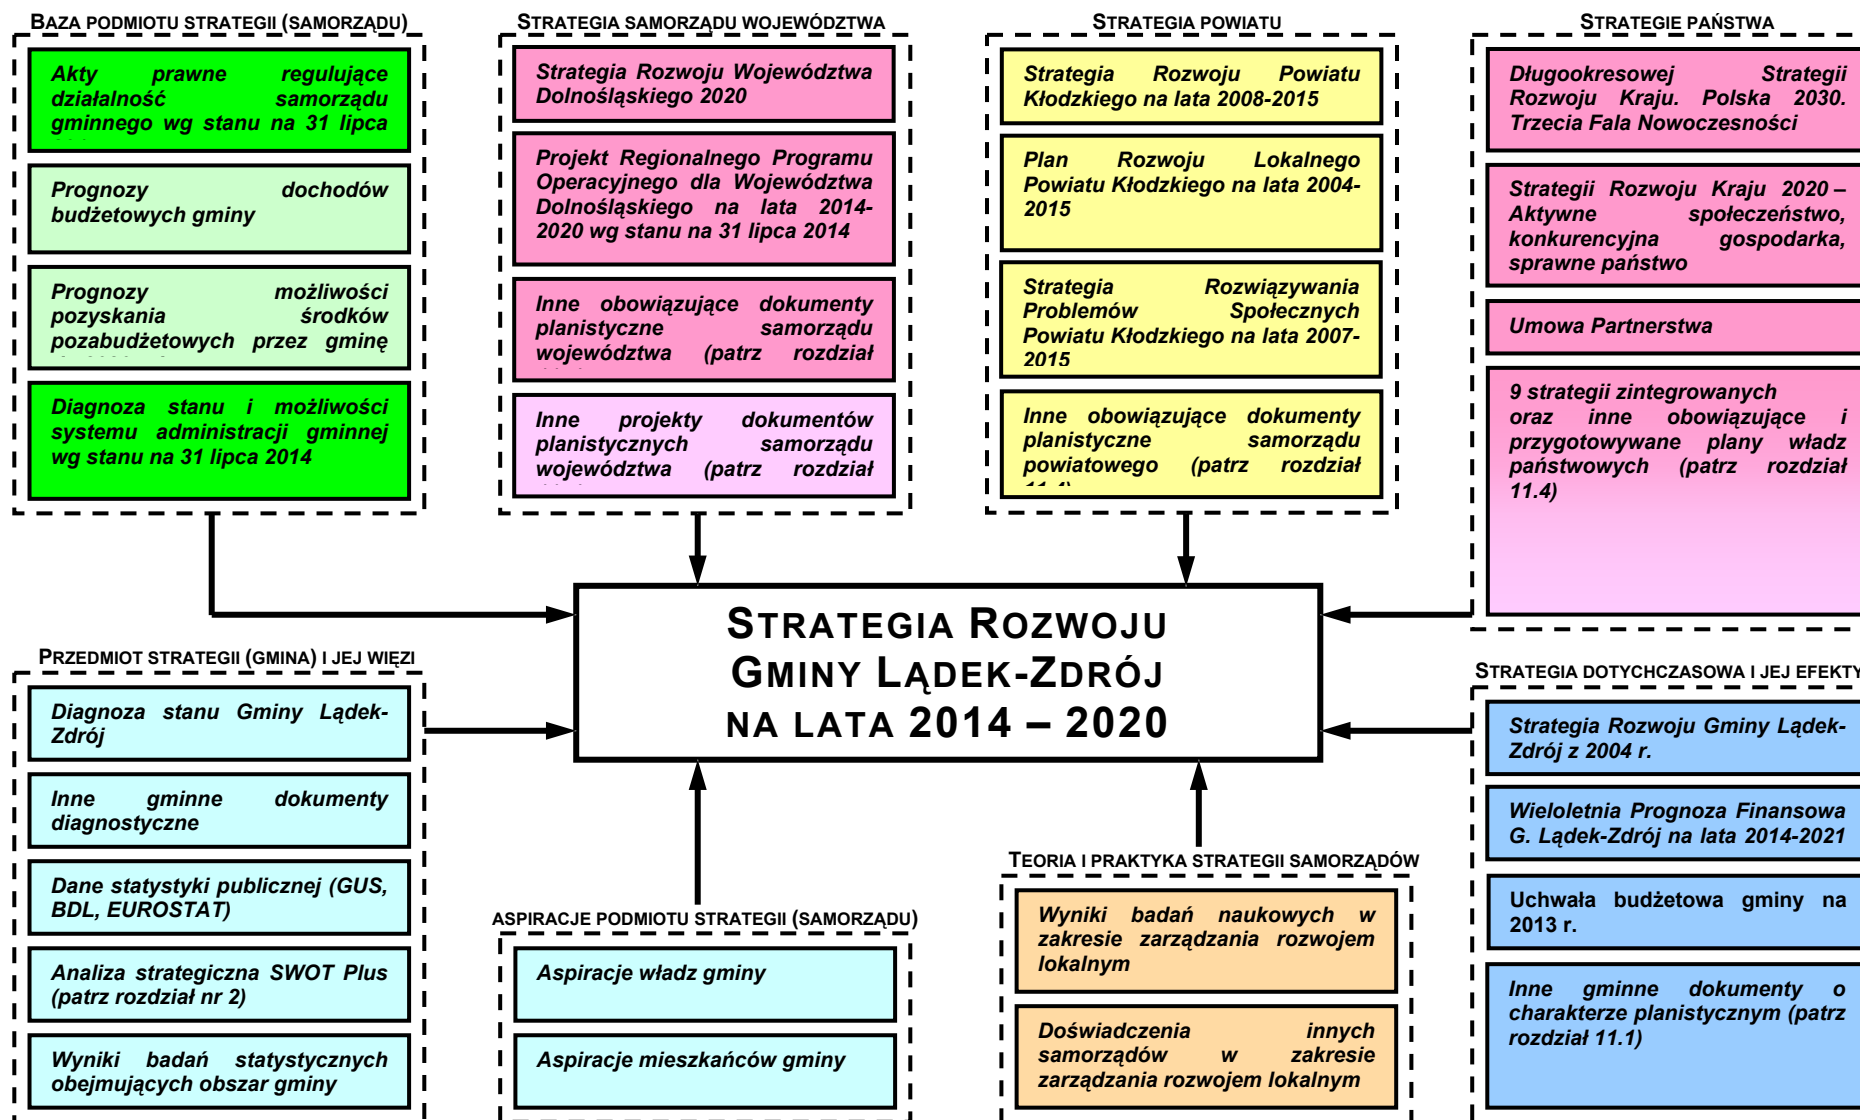 BAZA PODMIOTU STRATEGII (SAMORZĄDU)
Akty prawne regulujące
działalność samorządu
gminnego wg stanu na 31 lipca
Prognozy dochodów
budżetowych gminy
Prognozy możliwości
pozyskania środków
pozabudżetowych przez gminę
Diagnoza stanu i możliwości
systemu administracji gminnej
wg stanu na 31 lipca 2014
STRATEGIA SAMORZĄDU WOJEWÓDZTWA
Strategia Rozwoju Województwa
Dolnośląskiego 2020
Projekt Regionalnego Programu
Operacyjnego dla Województwa
Dolnośląskiego na lata 2014-
2020 wg stanu na 31 lipca 2014
Inne obowiązujące dokumenty
planistyczne samorządu
województwa (patrz rozdział
Inne projekty dokumentów
planistycznych samorządu
województwa (patrz rozdział
STRATEGIA POWIATU
Strategia Rozwoju Powiatu
Kłodzkiego na lata 2008-2015
Plan Rozwoju Lokalnego
Powiatu Kłodzkiego na lata 2004-
2015
Strategia Rozwiązywania
Problemów Społecznych
Powiatu Kłodzkiego na lata 2007-
2015
Inne obowiązujące dokumenty
planistyczne samorządu
powiatowego (patrz rozdział
11.4)
STRATEGIE PAŃSTWA
Długookresowej Strategii
Rozwoju Kraju. Polska 2030.
Trzecia Fala Nowoczesności
Strategii Rozwoju Kraju 2020 –
Aktywne społeczeństwo,
konkurencyjna gospodarka,
sprawne państwo
Umowa Partnerstwa
9 strategii zintegrowanych
oraz inne obowiązujące i
przygotowywane plany władz
państwowych (patrz rozdział
11.4)
STRATEGIA ROZWOJU
GMINY LĄDEK-ZDRÓJ
NA LATA 2014 – 2020
PRZEDMIOT STRATEGII (GMINA) I JEJ WIĘZI
Diagnoza stanu Gminy Lądek-
Zdrój
Inne gminne dokumenty
diagnostyczne
Dane statystyki publicznej (GUS,
BDL, EUROSTAT)
Analiza strategiczna SWOT Plus
(patrz rozdział nr 2)
Wyniki badań statystycznych
obejmujących obszar gminy
ASPIRACJE PODMIOTU STRATEGII (SAMORZĄDU)
Aspiracje władz gminy
Aspiracje mieszkańców gminy
TEORIA I PRAKTYKA STRATEGII SAMORZĄDÓW
Wyniki badań naukowych w
zakresie zarządzania rozwojem
lokalnym
Doświadczenia innych
samorządów w zakresie
zarządzania rozwojem lokalnym
STRATEGIA DOTYCHCZASOWA I JEJ EFEKTY
Strategia Rozwoju Gminy Lądek-
Zdrój z 2004 r.
Wieloletnia Prognoza Finansowa
G. Lądek-Zdrój na lata 2014-2021
Uchwała budżetowa gminy na
2013 r.
Inne gminne dokumenty o
charakterze planistycznym (patrz
rozdział 11.1)